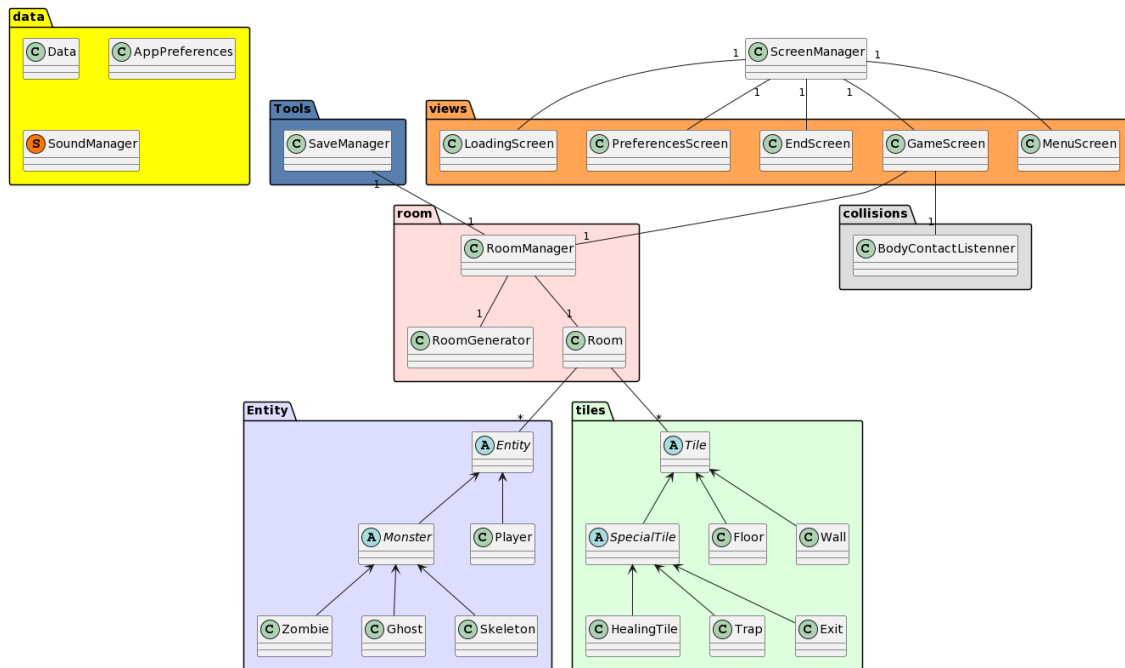 data
C Data
C AppPreferences
S SoundManager
C ScreenManager
1
1
1
1
1
Tools
C SaveManager
views
C LoadingScreen
C PreferencesScreen
C EndScreen
C GameScreen
C MenuScreen
1
1
1
1
room
C RoomManager
collisions
C BodyContactListenner
1
1
C RoomGenerator
C Room
*
*
Entity
A Entity
A Monster
C Player
C Zombie
C Ghost
C Skeleton
tiles
A Tile
A SpecialTile
C Floor
C Wall
C HealingTile
C Trap
C Exit